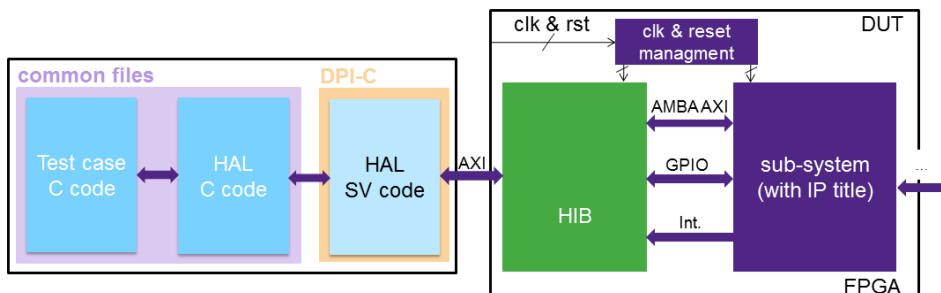 clk & rst
clk & reset
managment
DUT
common files
DPI-C
Test case
C code
HAL
C code
HAL
SV code
AXI
HIB
AMBA AXI
GPIO
Int.
sub-system
(with IP title)
...
FPGA